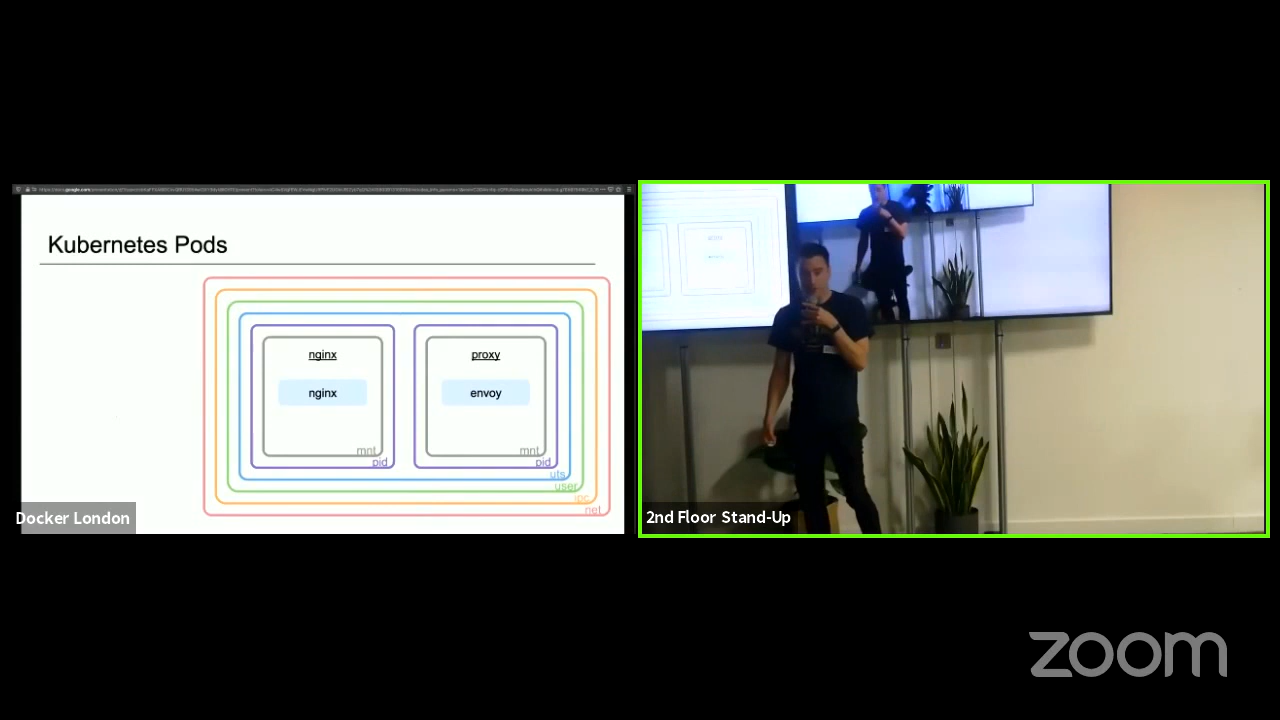 Kubernetes Pods
nginx
proxy
nginx
envoy
mnt
mnt
pid
pid
uts
user
ipc
net
Docker London
2nd Floor Stand-Up
zoom